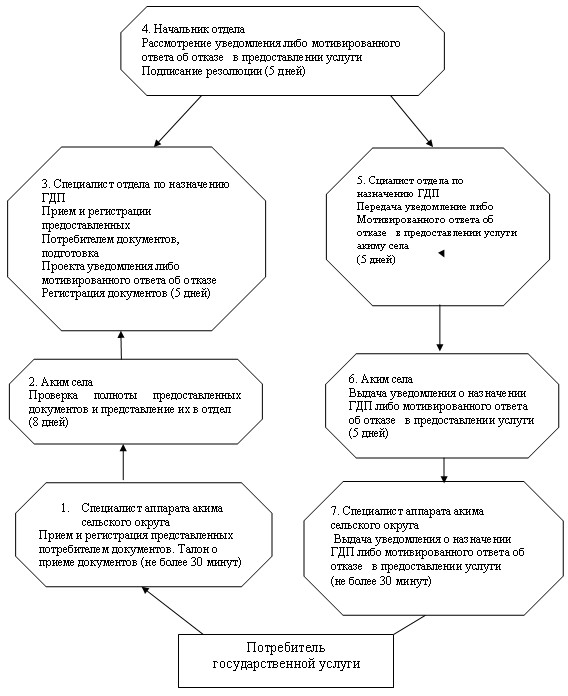 4. Начальник отдела
Рассмотрение уведомления либо мотивированного
ответа об отказе в предоставлении услуги
Подписание резолюции (5 дней)
3. Специалист отдела по назначению
ГДП
Прием и регистрации
предоставленных
Потребителем документов,
подготовка
Проекта уведомления либо
мотивированного ответа об отказе
Регистрация документов (5 дней)
5. Сциалист отдела по
назначению ГДП
Передача уведомление либо
Мотивированного ответа об
отказе в предоставлении услуги
акиму села
(5 дней)
2. Аким села
Проверка полноты предоставленных
документов и представление их в отдел
(8 дней)
6. Аким села
Выдача уведомления о назначении
ГДП либо мотивированного ответа
об отказе в предоставлении услуги
(5 дней)
1. Специалист аппарата акима
сельского округа
Прием и регистрация представленных
потребителем документов. Талон о
приеме документов (не более 30 минут)
7. Специалист аппарата акима
сельского округа
Выдача уведомления о назначении
ГДП либо мотивированного ответа об
отказе в предоставлении услуги
(не более 30 минут)
Потребитель
государственной услуги